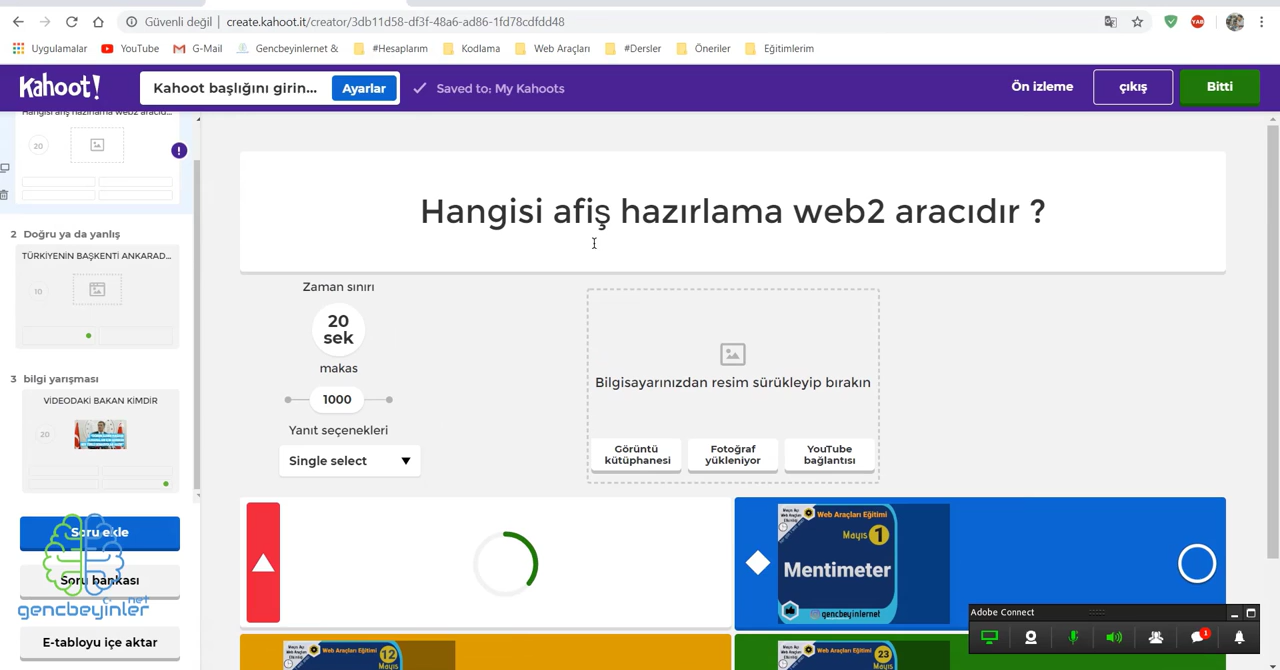 Güvenli değil | create.kahoot.it/creator/3db11d58-df3f-48a6-ad86-1fd78cdfdd48
Uygulamalar YouTube G-Mail Gencbeyinlernet & #Hesaplarım Kodlama Web Araçları #Dersler Öneriler Eğitimlerim
Kahoot! Kahoot başlığını girin... Ayarlar Saved to: My Kahoots Ön izleme çıkış Bitti
Hangisi afiş hazırlama web2 aracıd...
20
2 Doğru ya da yanlış
TÜRKİYENİN BAŞKENTİ ANKARAD...
10
3 bilgi yarışması
VİDEODAKİ BAKAN KİMDİR
20
Soru ekle
Soru bankası
gencbeyinler.net
E-tabloyu içe aktar
Hangisi afiş hazırlama web2 aracıdır ?
Zaman sınırı
20
sek
makas
1000
Yanıt seçenekleri
Single select
Bilgisayarınızdan resim sürükleyip bırakın
Görüntü kütüphanesi
Fotoğraf yükleniyor
YouTube bağlantısı
Web Araçları Eğitimi
Mayıs 1
Mentimeter
gencbeyinlernet
Web Araçları Eğitimi
12
Mayıs
Web Araçları Eğitimi
23
Mayıs
Adobe Connect
1